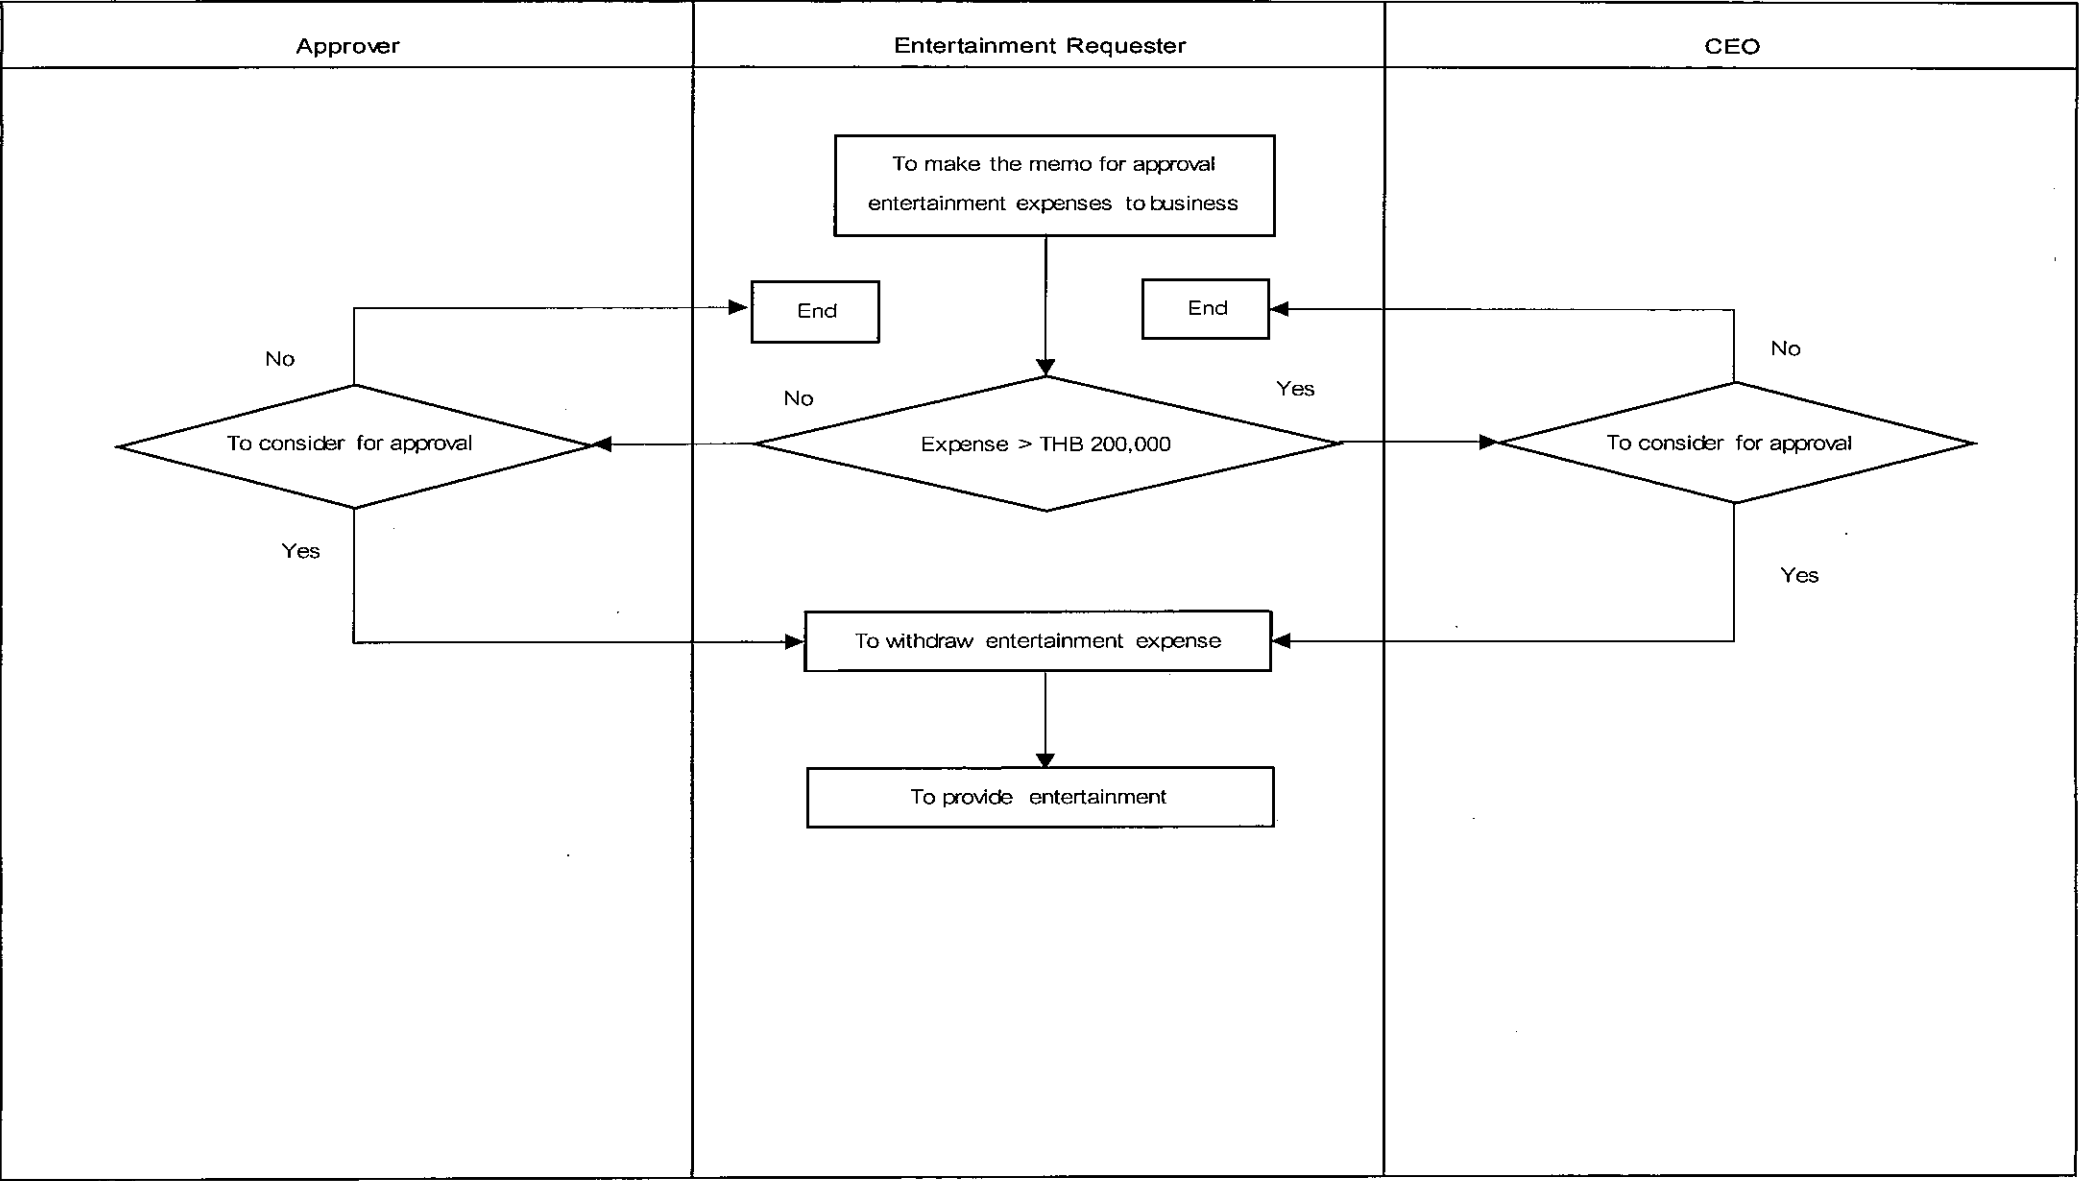 Approver
Entertainment Requester
CEO
To make the memo for approval
entertainment expenses to business
End
End
No
No
No
Yes
To consider for approval
Expense > THB 200,000
To consider for approval
Yes
Yes
To withdraw entertainment expense
To provide entertainment